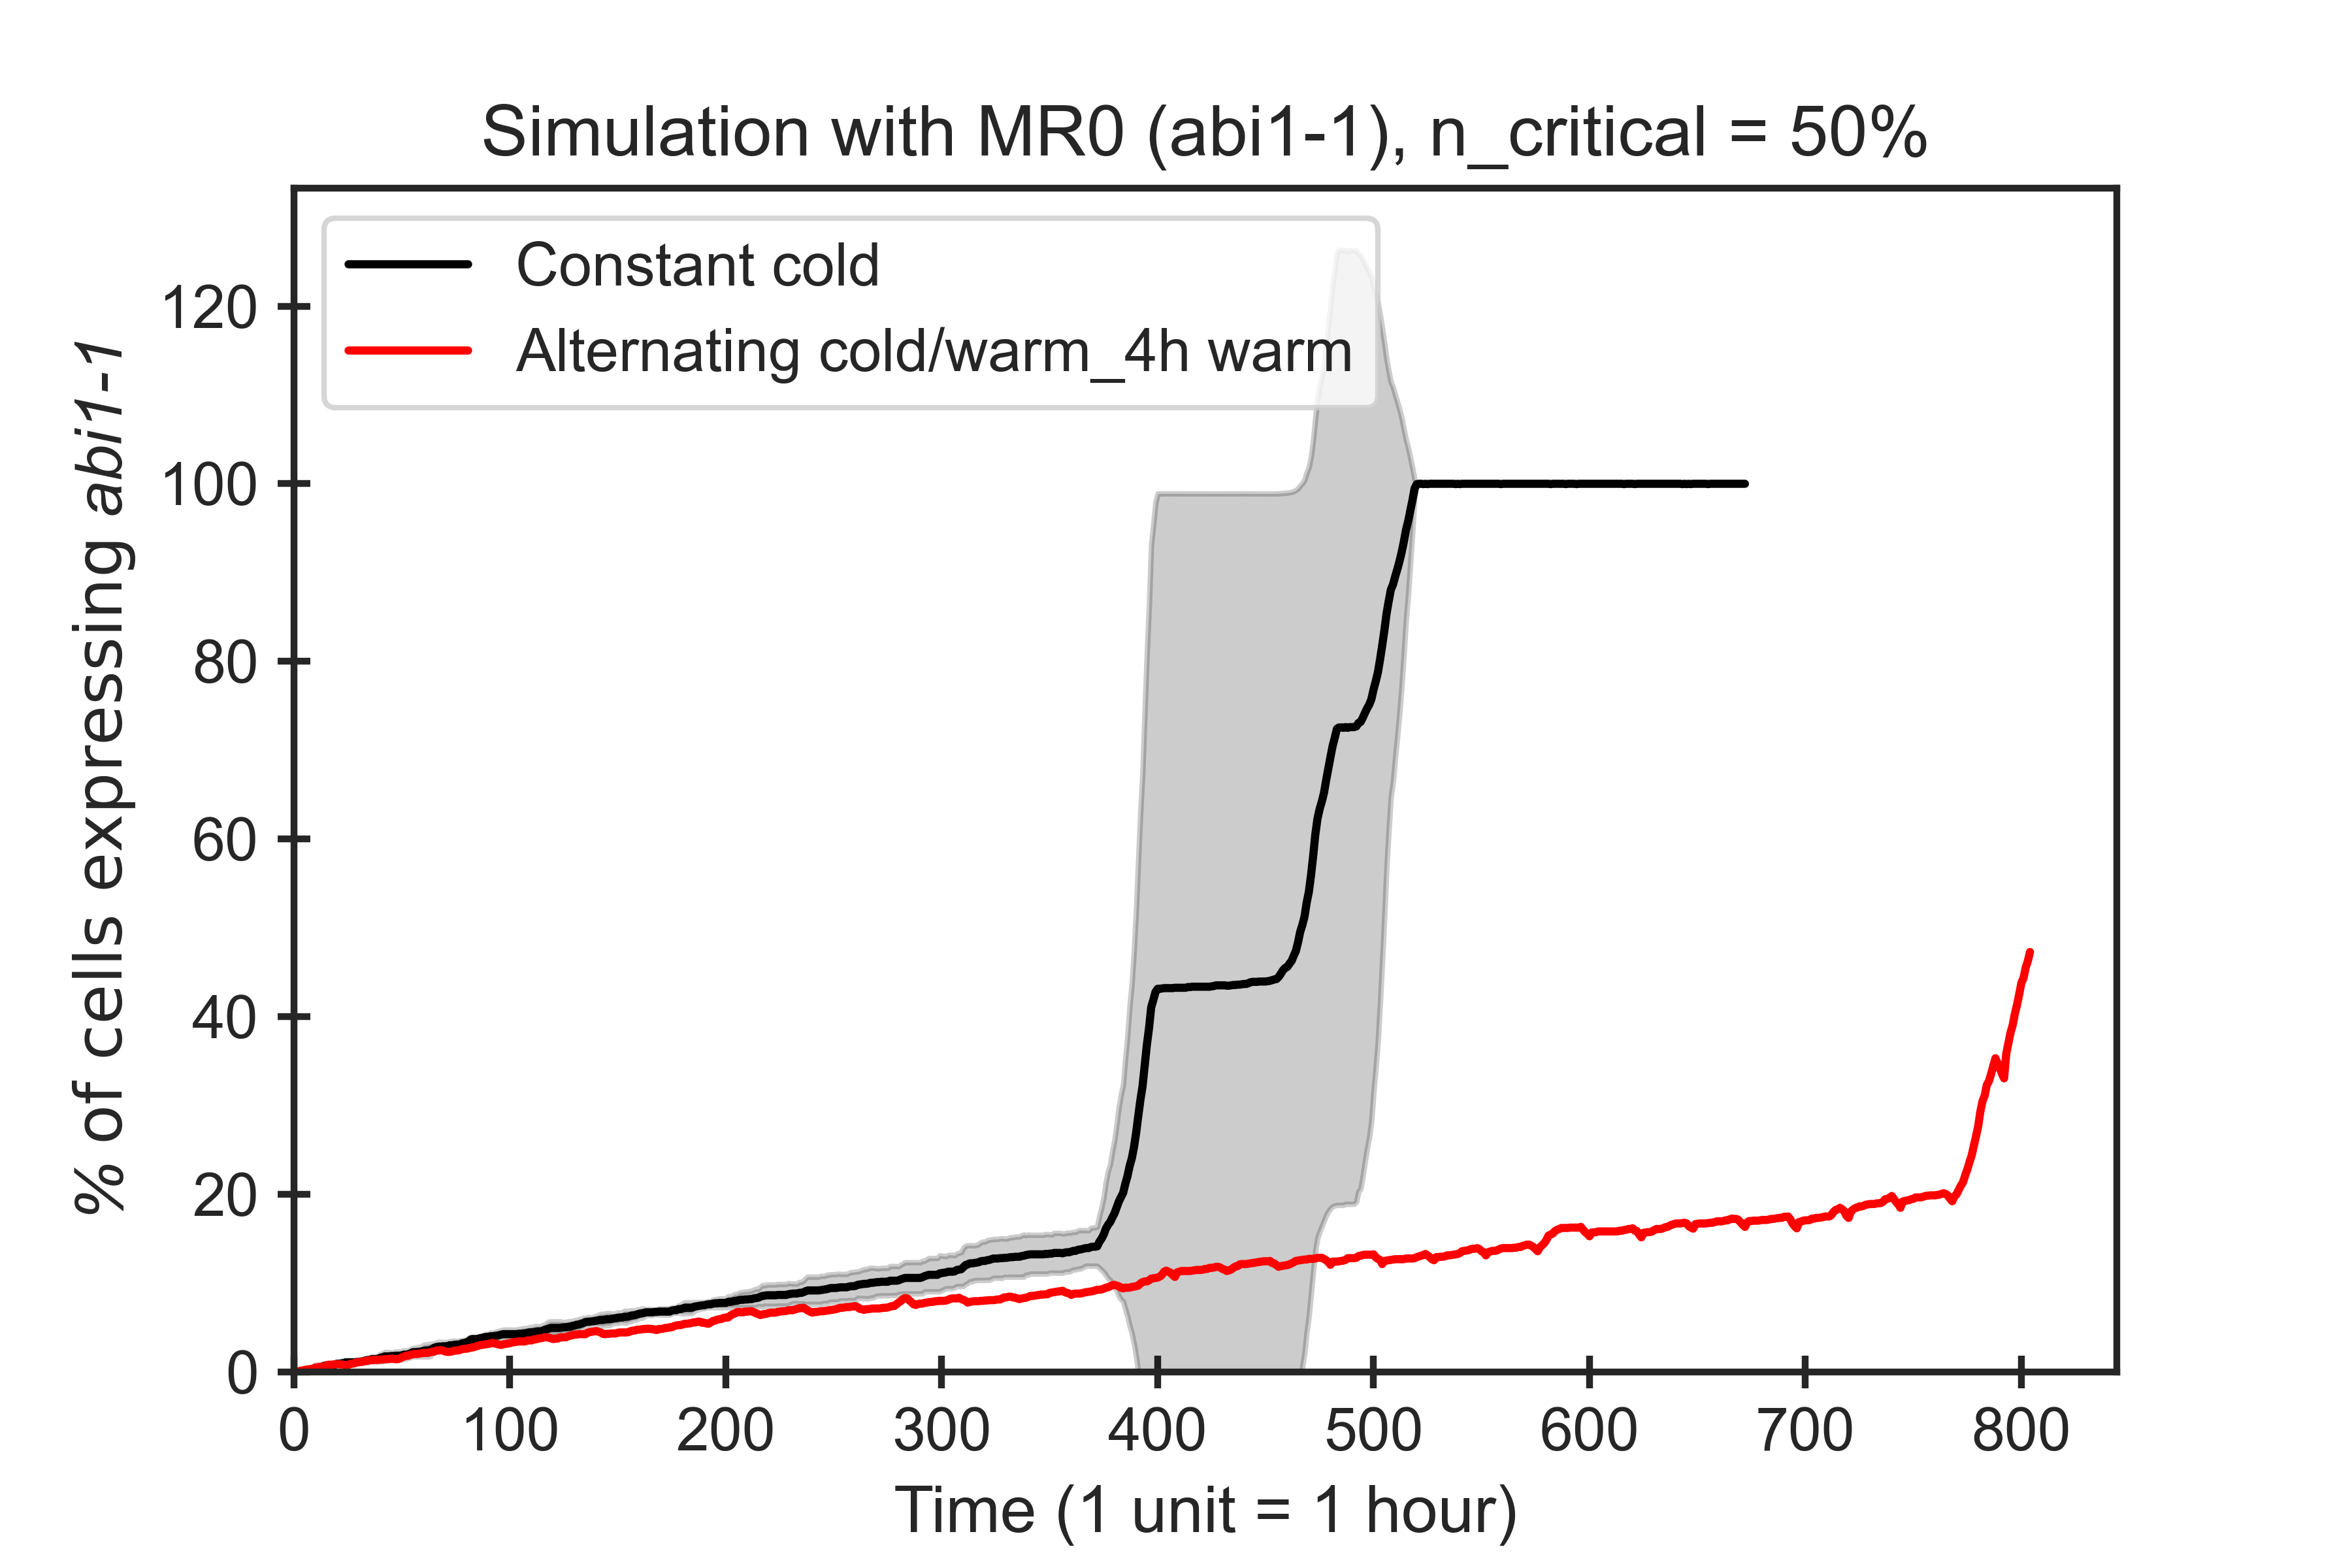 Simulation with MR0 (abi1-1), n_critical = 50%
Constant cold
Alternating cold/warm_4h warm
% of cells expressing abi1-1
120
100
80
60
40
20
0
0 100 200 300 400 500 600 700 800
Time (1 unit = 1 hour)